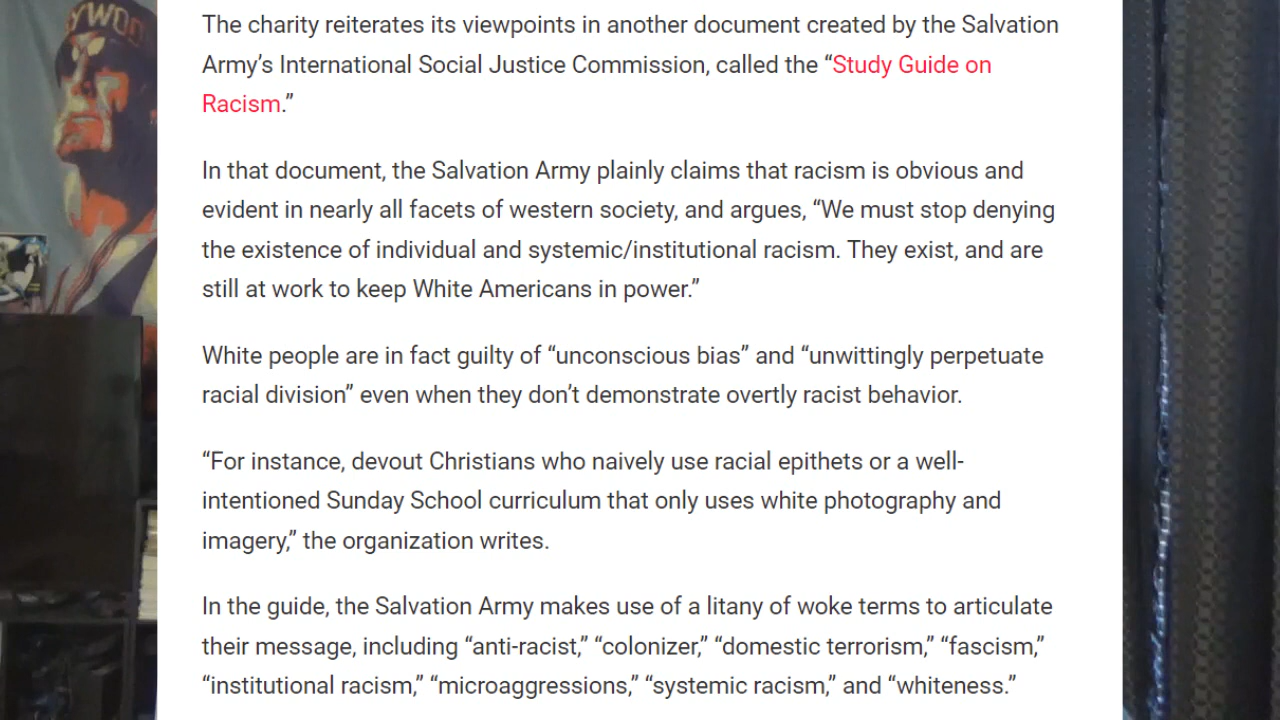 YWOO
The charity reiterates its viewpoints in another document created by the Salvation
Army’s International Social Justice Commission, called the “Study Guide on
Racism.”
In that document, the Salvation Army plainly claims that racism is obvious and
evident in nearly all facets of western society, and argues, “We must stop denying
the existence of individual and systemic/institutional racism. They exist, and are
still at work to keep White Americans in power.”
White people are in fact guilty of “unconscious bias” and “unwittingly perpetuate
racial division” even when they don’t demonstrate overtly racist behavior.
“For instance, devout Christians who naively use racial epithets or a well-
intentioned Sunday School curriculum that only uses white photography and
imagery,” the organization writes.
In the guide, the Salvation Army makes use of a litany of woke terms to articulate
their message, including “anti-racist,” “colonizer,” “domestic terrorism,” “fascism,”
“institutional racism,” “microaggressions,” “systemic racism,” and “whiteness.”